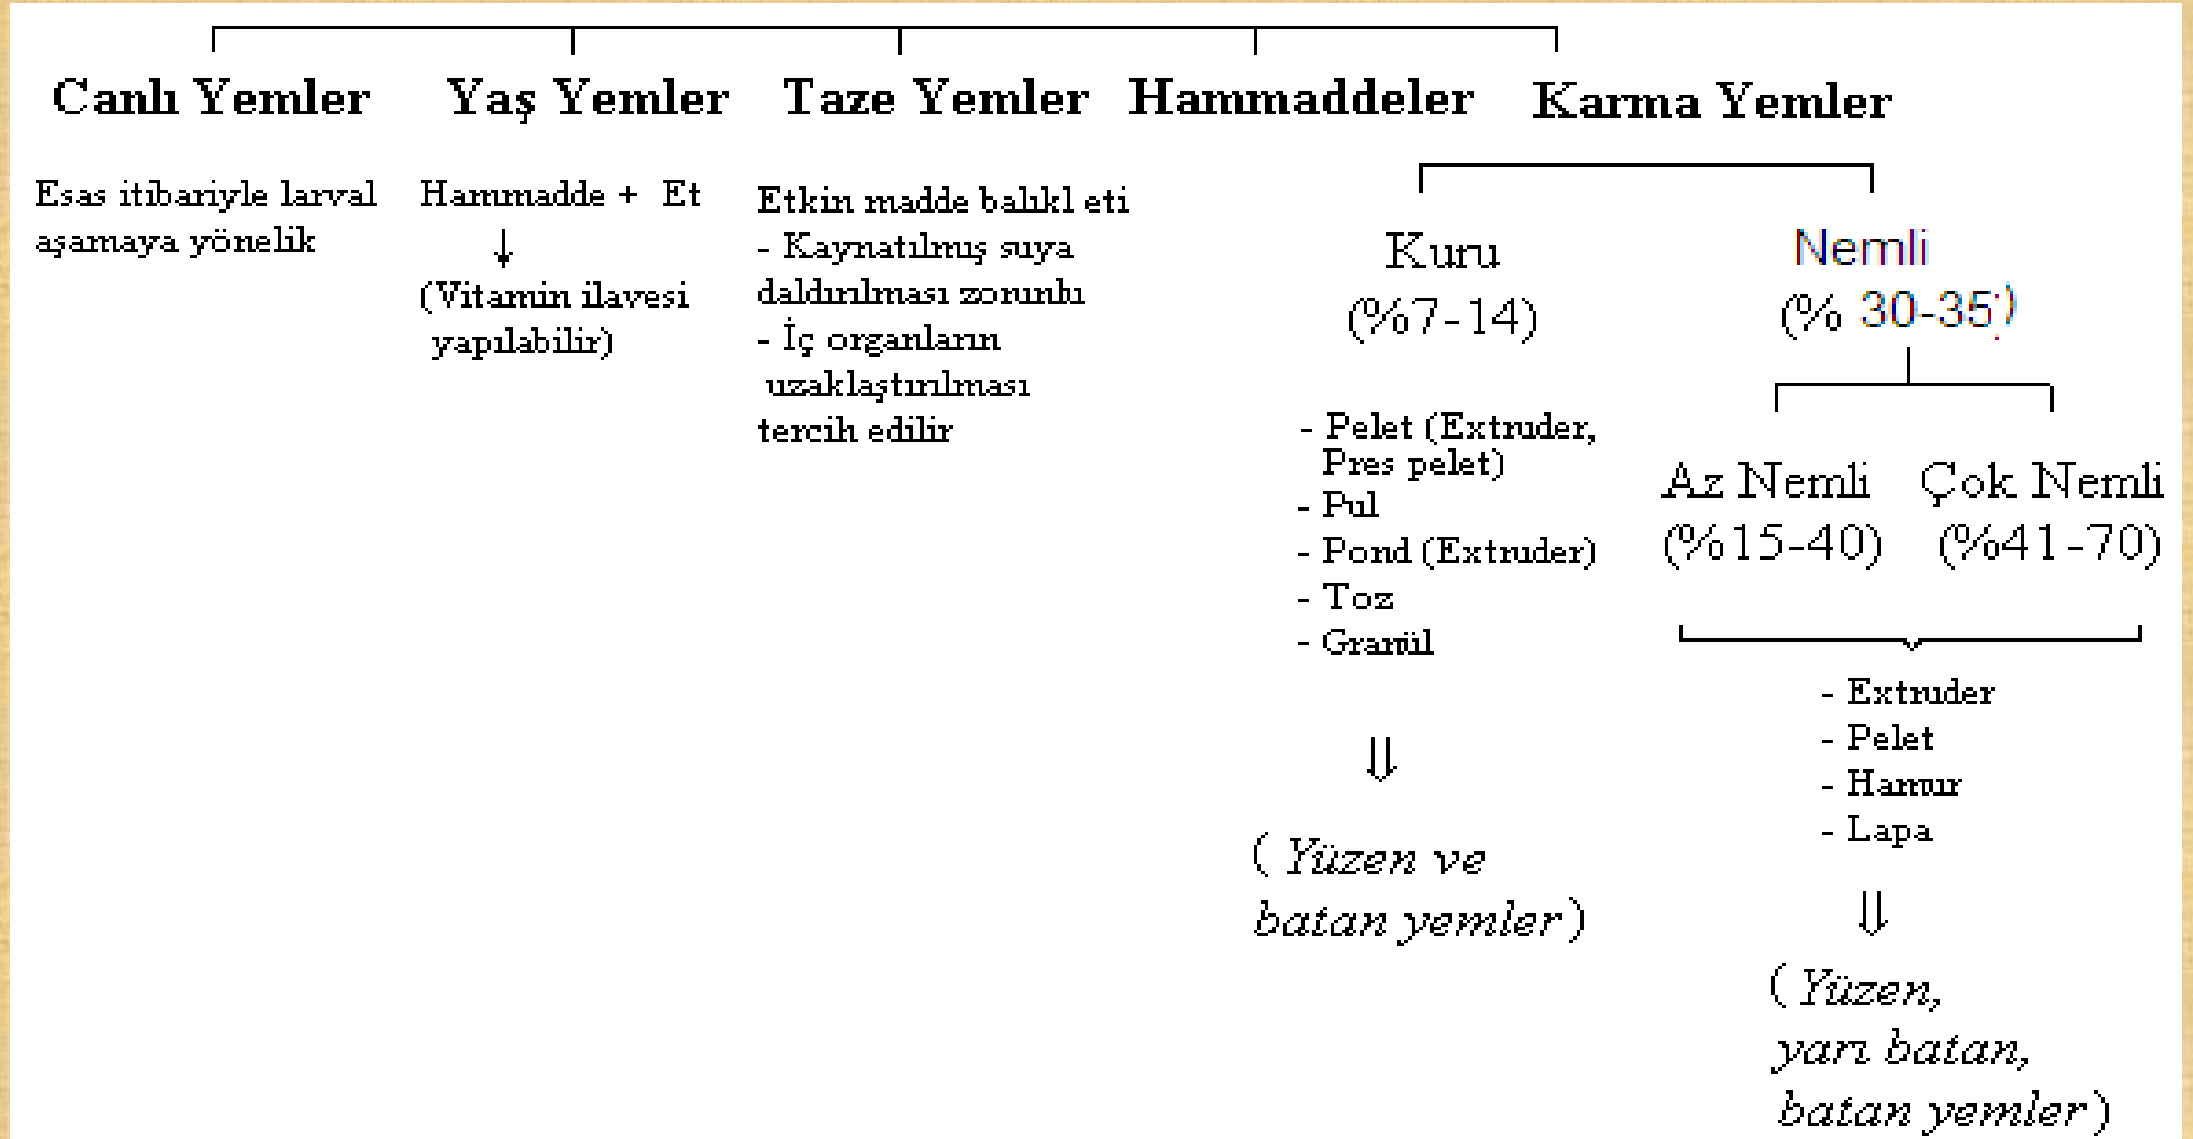 Canlı Yemler
Yaş Yemler
Taze Yemler
Hammaddeler
Karma Yemler
Esas itibariyle larval
aşamaya yönelik
Hammadde + Et
↓
(Vitamin ilavesi
yapılabilir)
Etkin madde balıkl eti
- Kaynatılmış suya
daldırılması zorunlu
- İç organların
uzaklaştırılması
tercih edilir
Kuru
(%7-14)
- Pelet (Extruder,
Pres pelet)
- Pul
- Pond (Extruder)
- Toz
- Granül
⇓
( Yüzen ve
batan yemler )
Nemli
(% 30-35)
Az Nemli
(%15-40)
Çok Nemli
(%41-70)
- Extruder
- Pelet
- Hamur
- Lapa
⇓
( Yüzen,
yarı batan,
batan yemler )